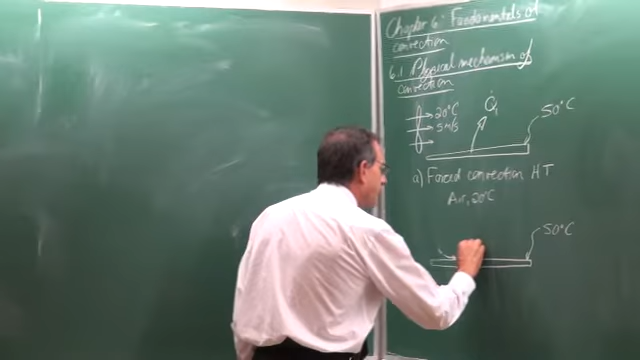 Chapter 6: Fundamentals of
convection
6.1 Physical mechanism of
convection
20°C
5 m/s
Q̇₁
50°C
a) Forced convection HT
Air, 20°C
50°C